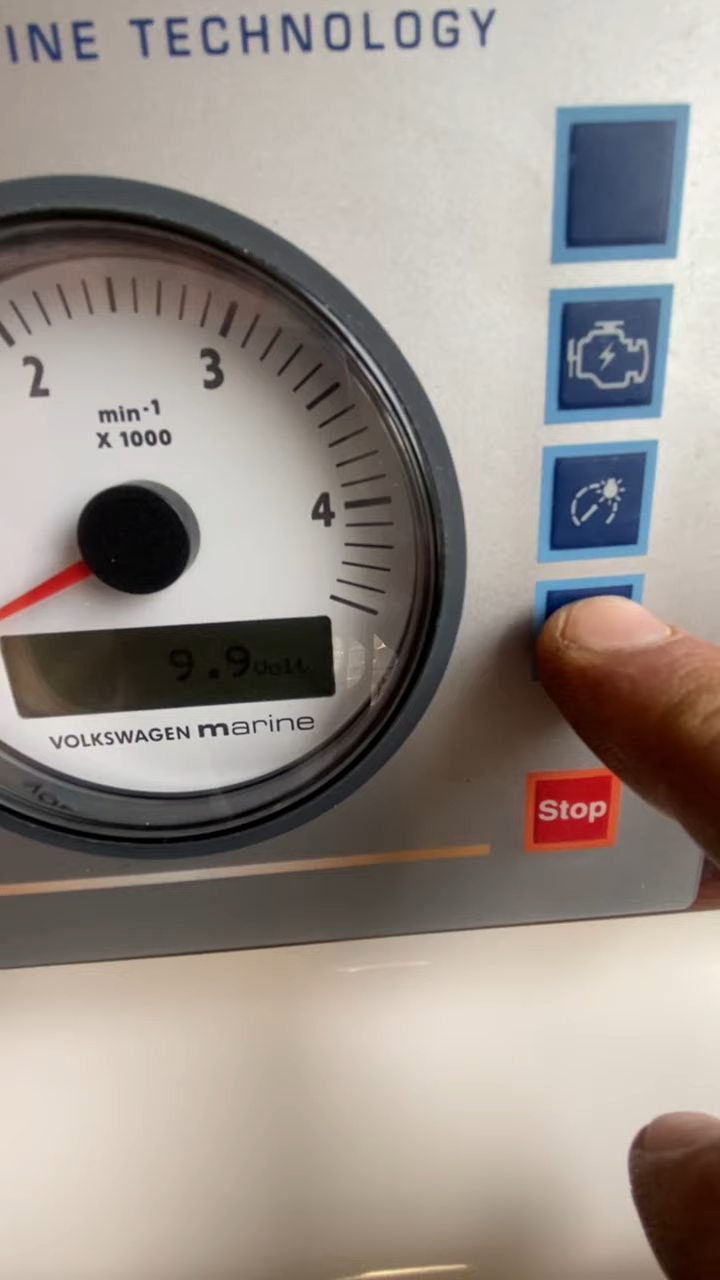 INE TECHNOLOGY
2
3
min-1
X 1000
4
9.9Volt
VOLKSWAGEN marine
Stop